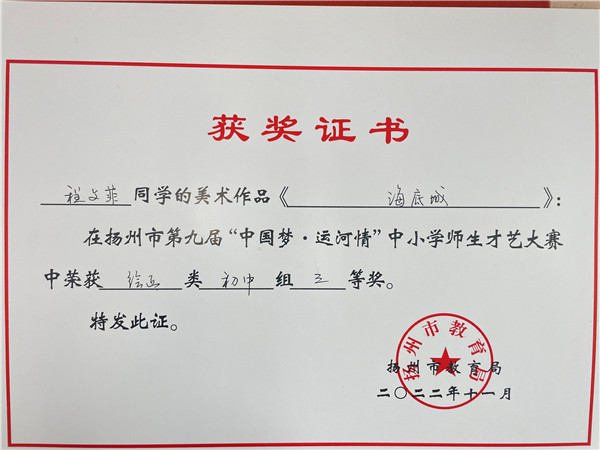 获奖证书
程文菲同学的美术作品《海底城》：
在扬州市第九届“中国梦·运河情”中小学师生才艺大赛
中荣获绘画类初中组三等奖。
特发此证。
扬州市教育局
扬州市教育局
二〇二二年十一月